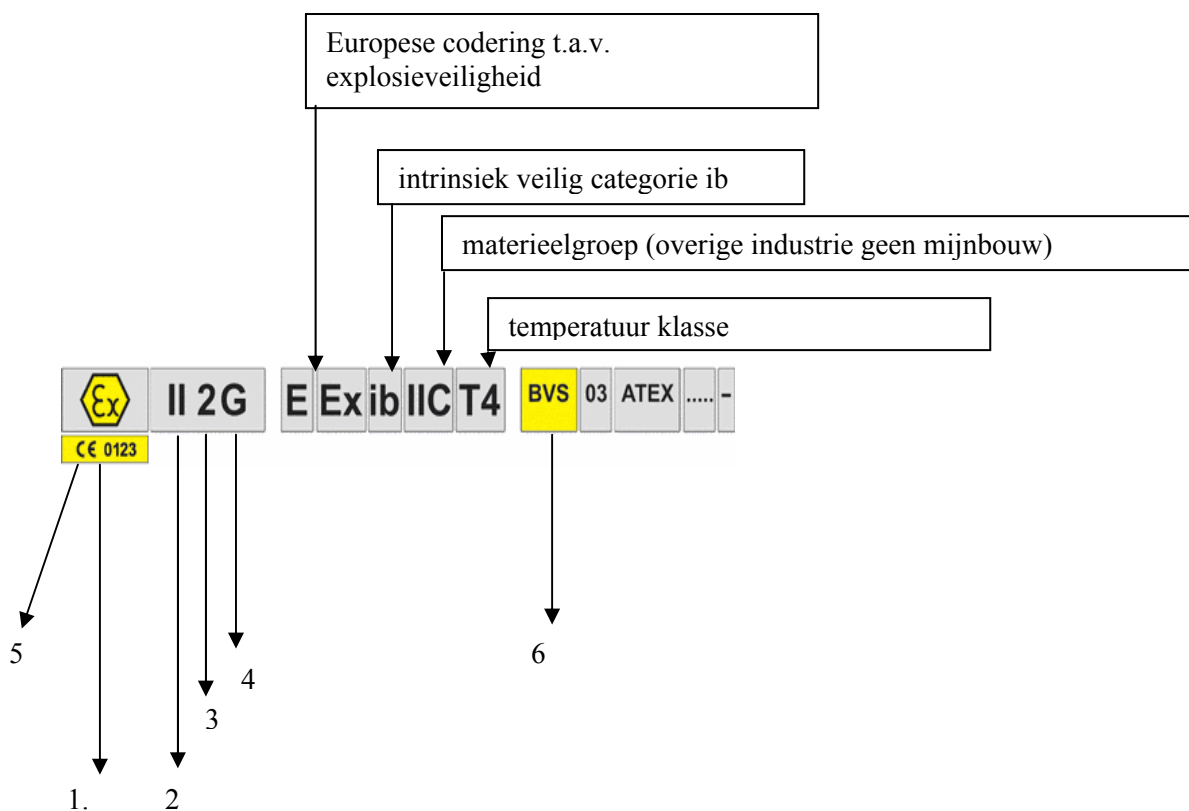 Europese codering t.a.v.
explosieveiligheid
intrinsiek veilig categorie ib
materieelgroep (overige industrie geen mijnbouw)
temperatuur klasse
Ex II 2G E Ex ib IIC T4 BVS 03 ATEX ..... -
CE 0123
5
4
6
3
1. 2